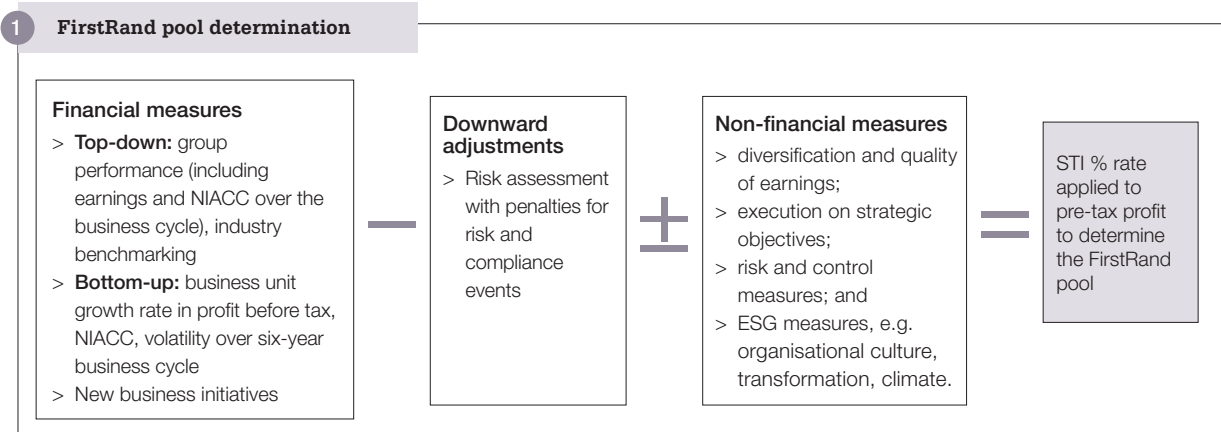 1 FirstRand pool determination
Financial measures
> Top-down: group
performance (including
earnings and NIACC over the
business cycle), industry
benchmarking
> Bottom-up: business unit
growth rate in profit before tax,
NIACC, volatility over six-year
business cycle
> New business initiatives
—
Downward
adjustments
> Risk assessment
with penalties for
risk and
compliance
events
±
Non-financial measures
> diversification and quality
of earnings;
> execution on strategic
objectives;
> risk and control
measures; and
> ESG measures, e.g.
organisational culture,
transformation, climate.
=
STI % rate
applied to
pre-tax profit
to determine
the FirstRand
pool